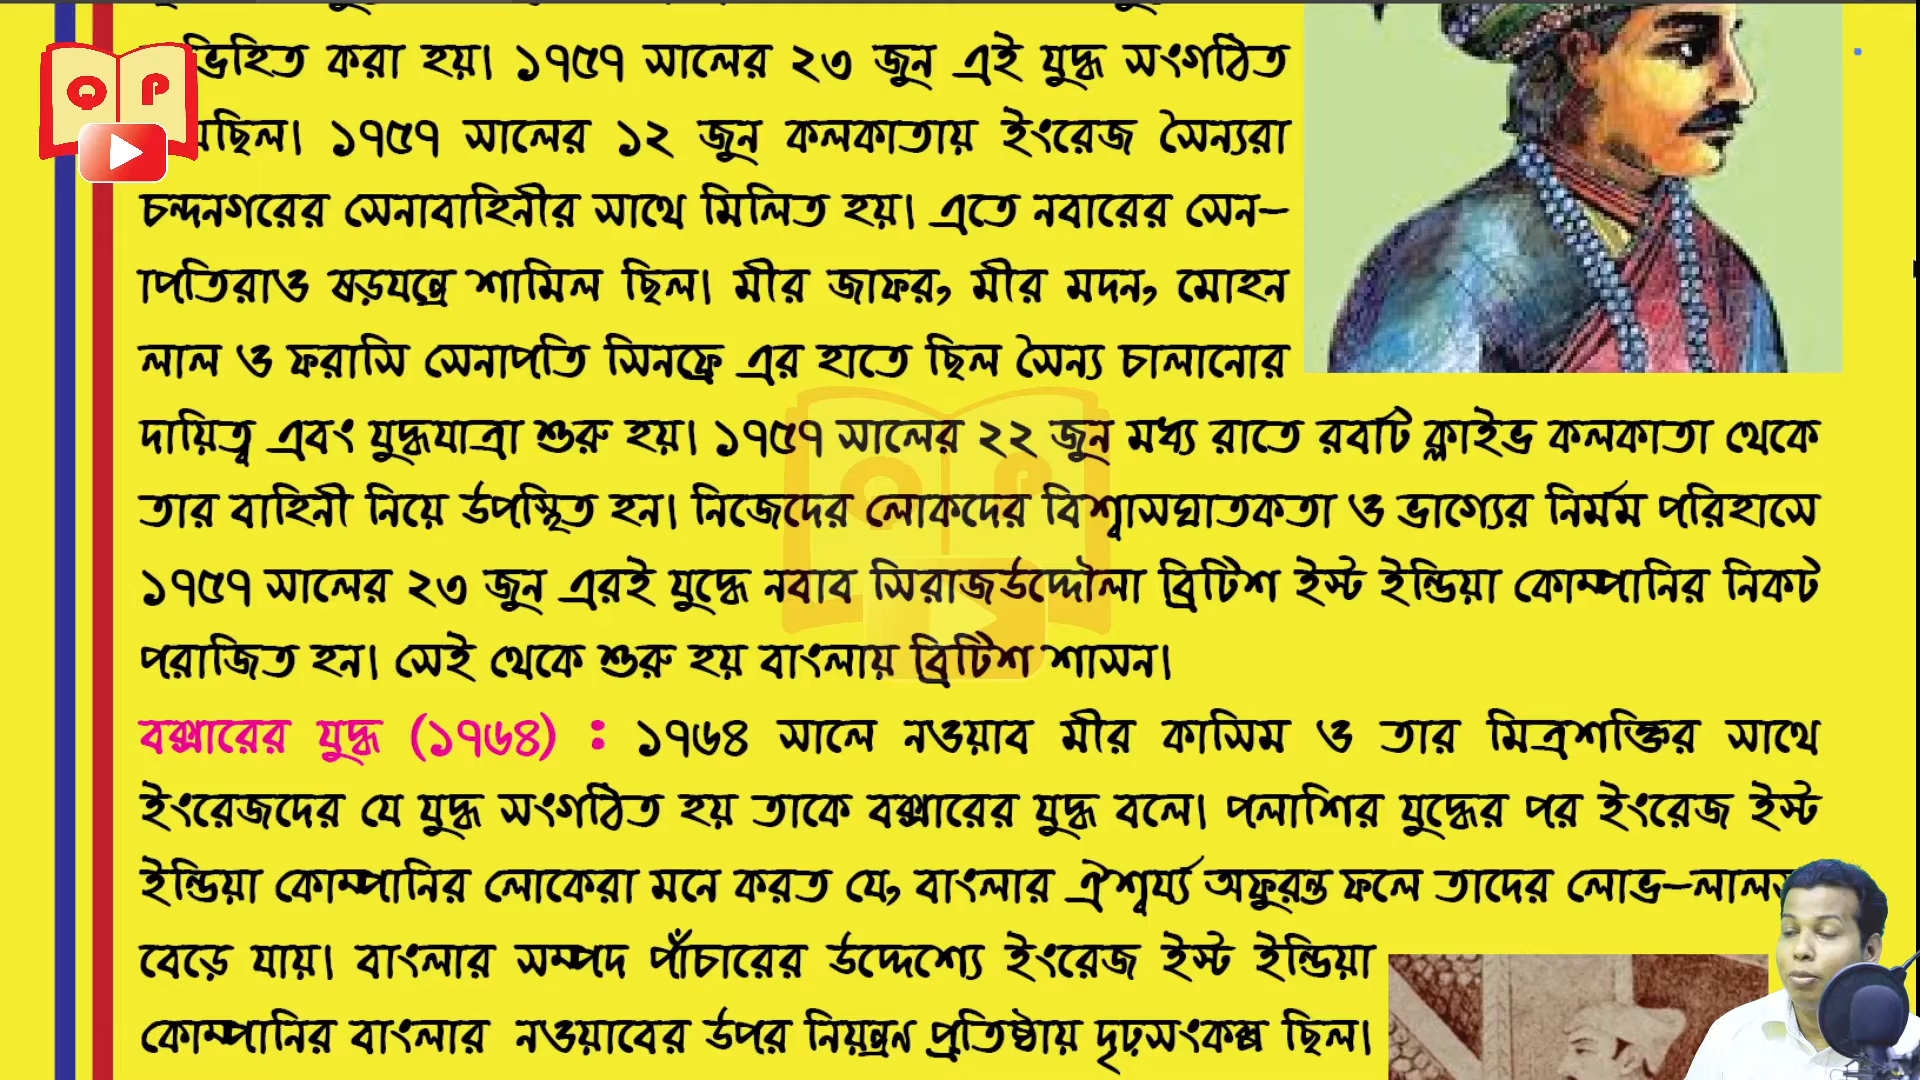 করা হয়। ১৭৫৭ সালের ২৩ জুন এই যুদ্ধ সংগঠিত
১৭৫৭ সালের ১২ জুন কলকাতায় ইংরেজ সৈন্যরা
চন্দনগরের সেনাবাহিনীর সাথে মিলিত হয়। এতে নবারের সেন-
াপতিরাও ষড়যন্ত্রে শামিল ছিল। মীর জাফর, মীর মদন, মোহন
লাল ও ফরাসি সেনাপতি সিনফ্রে এর হাতে ছিল সৈন্য চালানোর
দায়িত্ব এবং যুদ্ধযাত্রা শুরু হয়। ১৭৫৭ সালের ২২ জুন মধ্য রাতে রবার্ট ক্লাইভ কলকাতা থেকে
তার বাহিনী নিয়ে উপস্থিত হন। নিজেদের লোকদের বিশ্বাসঘাতকতা ও ভাগ্যের নির্মম পরিহাসে
১৭৫৭ সালের ২৩ জুন এরই যুদ্ধে নবাব সিরাজউদ্দৌলা ব্রিটিশ ইস্ট ইন্ডিয়া কোম্পানির নিকট
পরাজিত হন। সেই থেকে শুরু হয় বাংলায় ব্রিটিশ শাসন।
বক্সারের যুদ্ধ (১৭৬৪) : ১৭৬৪ সালে নওয়াব মীর কাসিম ও তার মিত্রশক্তির সাথে
ইংরেজদের যে যুদ্ধ সংগঠিত হয় তাকে বক্সারের যুদ্ধ বলে। পলাশির যুদ্ধের পর ইংরেজ ইস্ট
ইন্ডিয়া কোম্পানির লোকেরা মনে করত যে, বাংলার ঐশ্বর্য্য অফুরন্ত ফলে তাদের
বেড়ে যায়। বাংলার সম্পদ পাঁচারের উদ্দেশ্যে ইংরেজ ইস্ট ইন্ডিয়া
কোম্পানির বাংলার নওয়াবের উপর নিয়ন্ত্রণ প্রতিষ্ঠায় দৃঢ়সংকল্প ছিল।
Q P
Q P